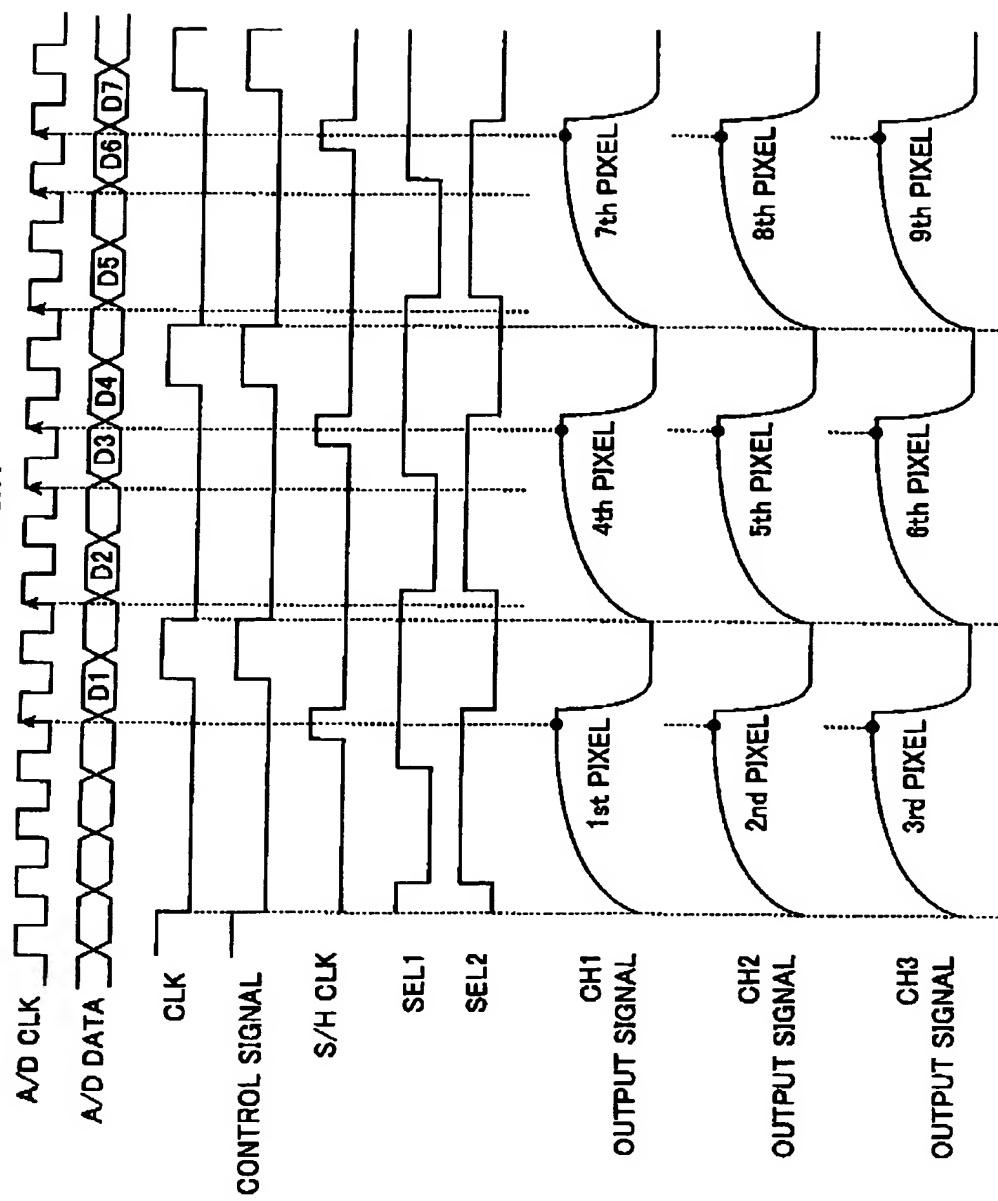 A/D CLK
A/D DATA
D1
D2
D3
D4
D5
D6
D7
CLK
CONTROL SIGNAL
S/H CLK
SEL1
SEL2
CH1
OUTPUT SIGNAL
1st PIXEL
4th PIXEL
7th PIXEL
CH2
OUTPUT SIGNAL
2nd PIXEL
5th PIXEL
8th PIXEL
CH3
OUTPUT SIGNAL
3rd PIXEL
6th PIXEL
9th PIXEL